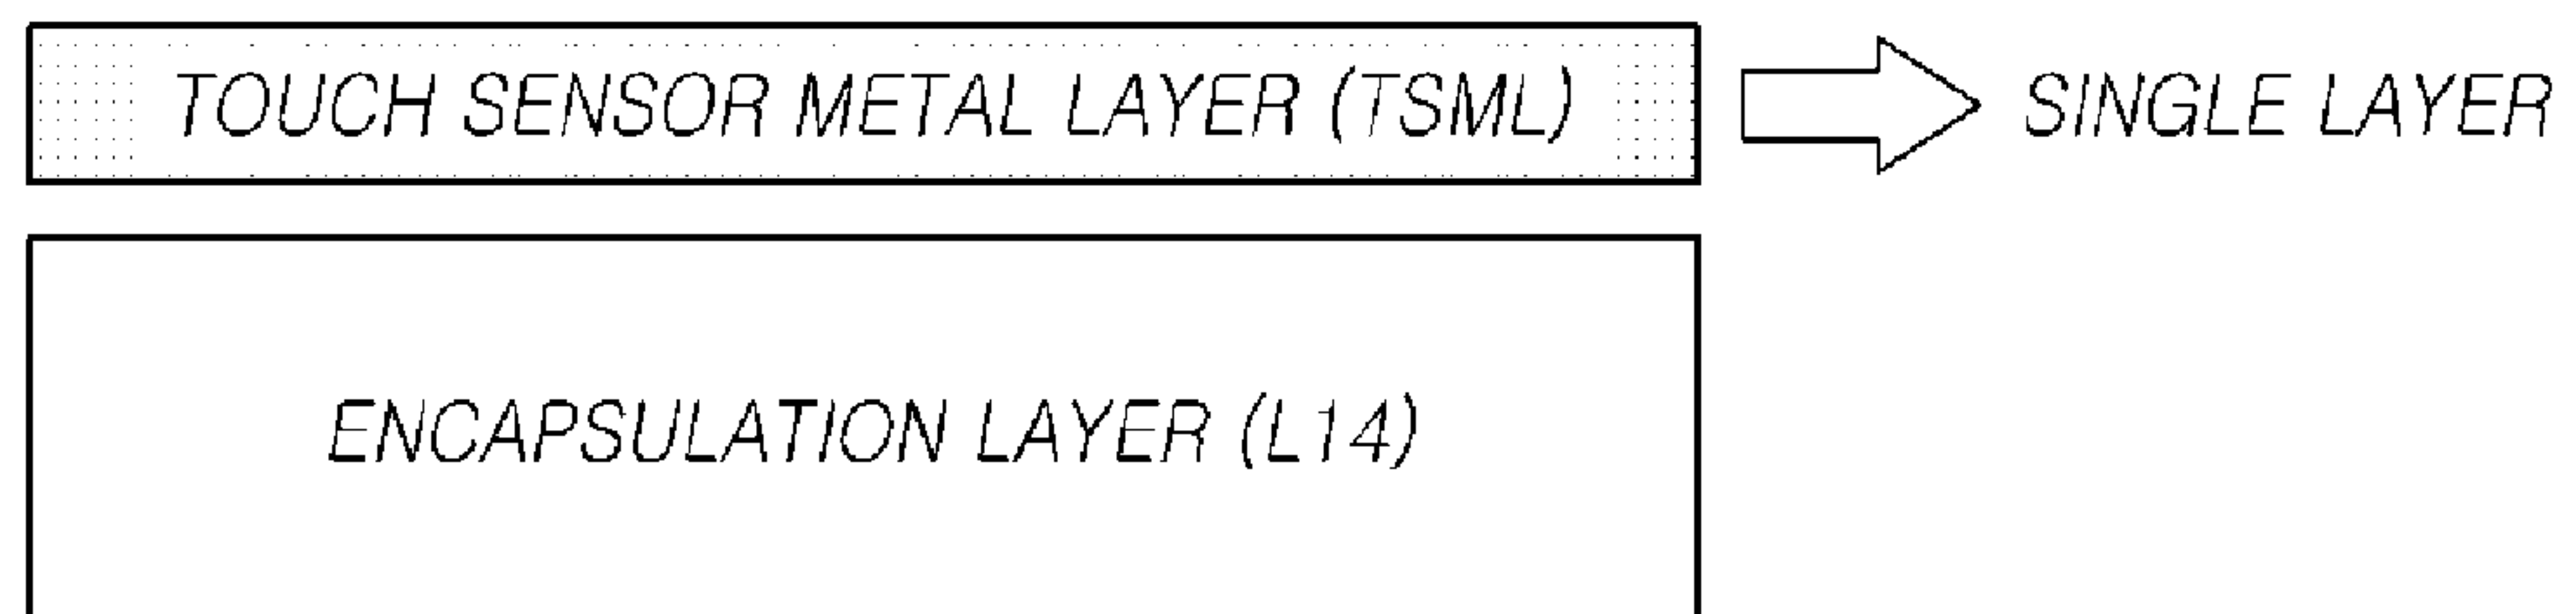 TOUCH SENSOR METAL LAYER (TSML)
SINGLE LAYER
ENCAPSULATION LAYER (L14)